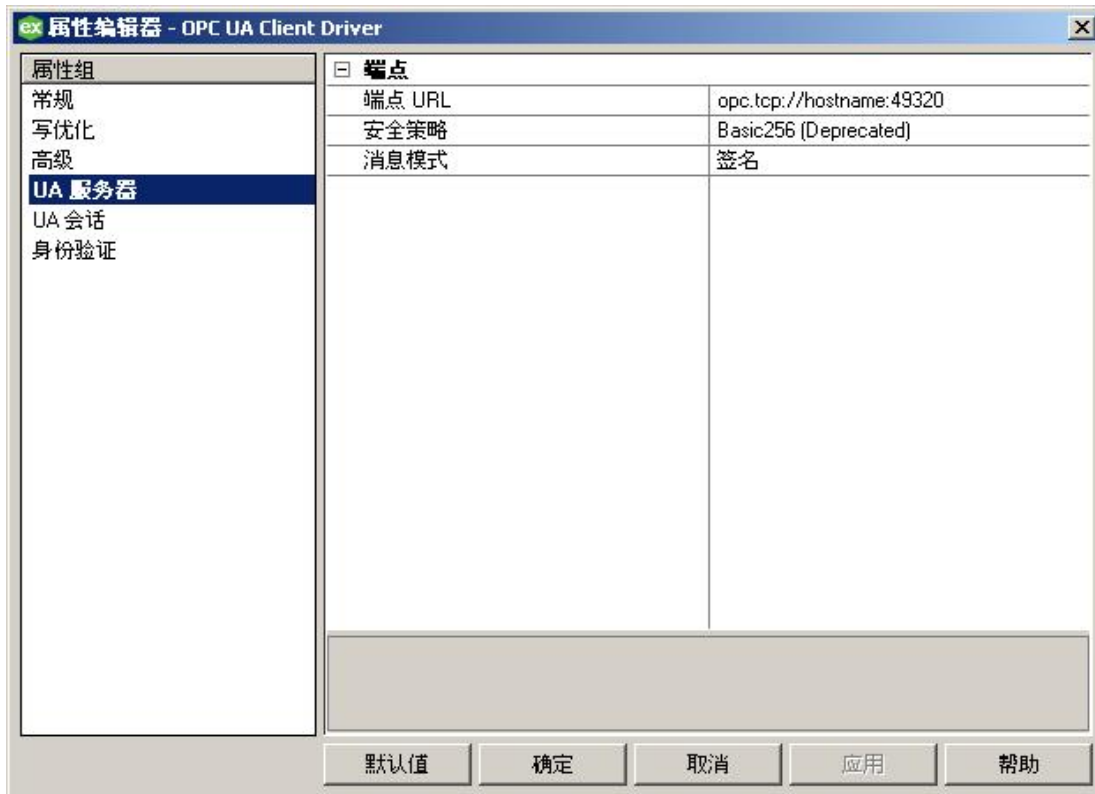 ex 属性编辑器 - OPC UA Client Driver
属性组
常规
写优化
高级
UA 服务器
UA 会话
身份验证
端点
端点 URL opc.tcp://hostname:49320
安全策略 Basic256 (Deprecated)
消息模式 签名
默认值 确定 取消 应用 帮助